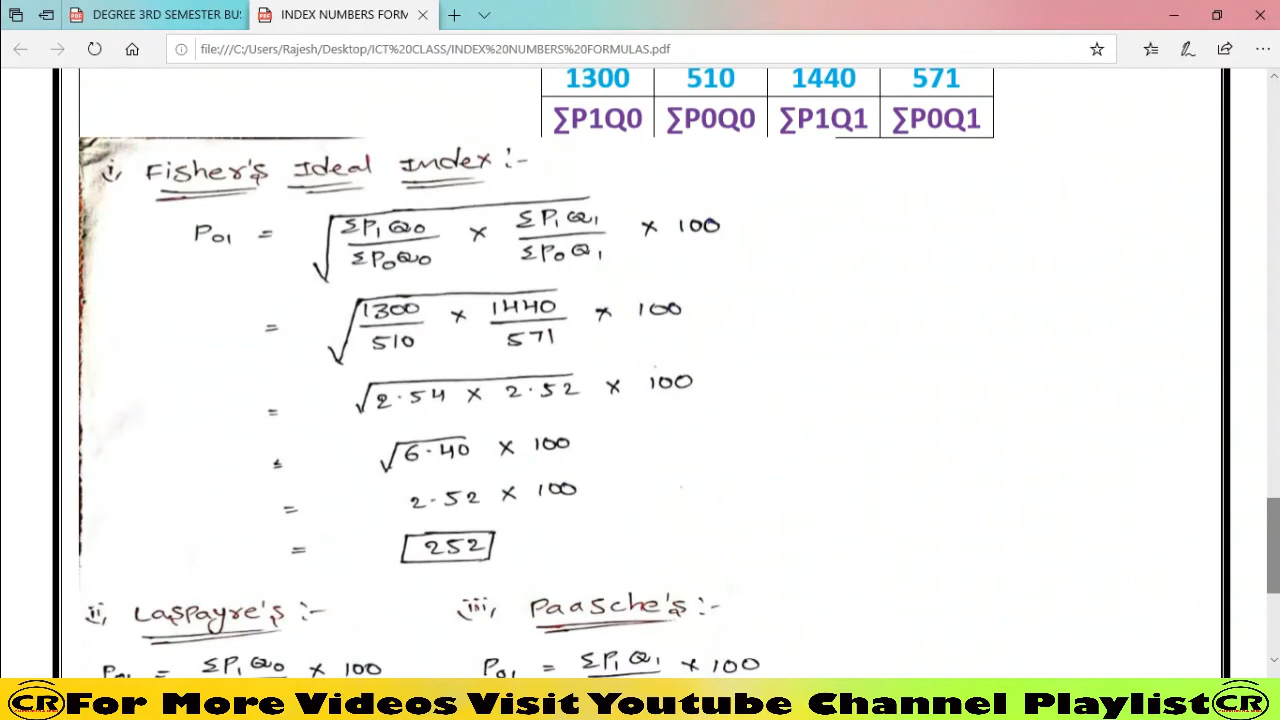 DEGREE 3RD SEMESTER BUS
INDEX NUMBERS FORM
file:///C:/Users/Rajesh/Desktop/ICT%20CLASS/INDEX%20NUMBERS%20FORMULAS.pdf
1300 510 1440 571
∑P1Q0 ∑P0Q0 ∑P1Q1 ∑P0Q1
i, Fisher's Ideal Index :-
P01 = √(ΣP1Q0/ΣP0Q0 × ΣP1Q1/ΣP0Q1) × 100
= √(1300/510 × 1440/571) × 100
= √(2.54 × 2.52) × 100
= √6.40 × 100
= 2.52 × 100
= 252
ii, Laspayre's :-
iii, Paasche's :-
P01 = ΣP1Q0 × 100
P01 = ΣP1Q1 × 100
CR For More Videos Visit Youtube Channel Playlist CR